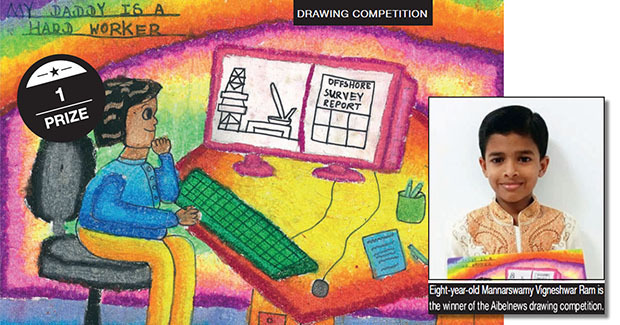 MY DADDY IS A
HARD WORKER
DRAWING COMPETITION
1
PRIZE
OFFSHORE
SURVEY
REPORT
Eight-year-old Mannarswamy Vigneshwar Ram is
the winner of the Aibelnews drawing competition.